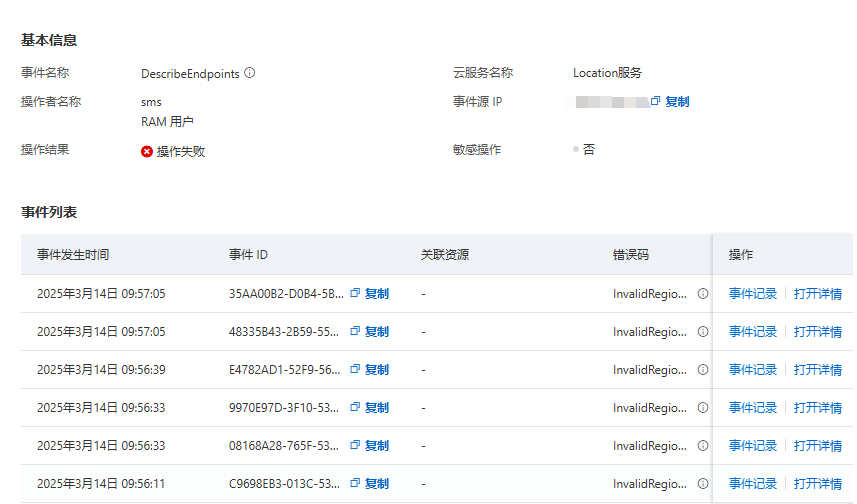 基本信息
事件名称 DescribeEndpoints 云服务名称 Location服务
操作者名称 sms 事件源 IP 复制
RAM 用户
操作结果 操作失败 敏感操作 否
事件列表
事件发生时间 事件 ID 关联资源 错误码 操作
2025年3月14日 09:57:05 35AA00B2-D0B4-5B... 复制 - InvalidRegio... 事件记录 打开详情
2025年3月14日 09:57:05 48335B43-2B59-55... 复制 - InvalidRegio... 事件记录 打开详情
2025年3月14日 09:56:39 E4782AD1-52F9-56... 复制 - InvalidRegio... 事件记录 打开详情
2025年3月14日 09:56:33 9970E97D-3F10-53... 复制 - InvalidRegio... 事件记录 打开详情
2025年3月14日 09:56:33 08168A28-765F-53... 复制 - InvalidRegio... 事件记录 打开详情
2025年3月14日 09:56:11 C9698EB3-013C-53... 复制 - InvalidRegio... 事件记录 打开详情